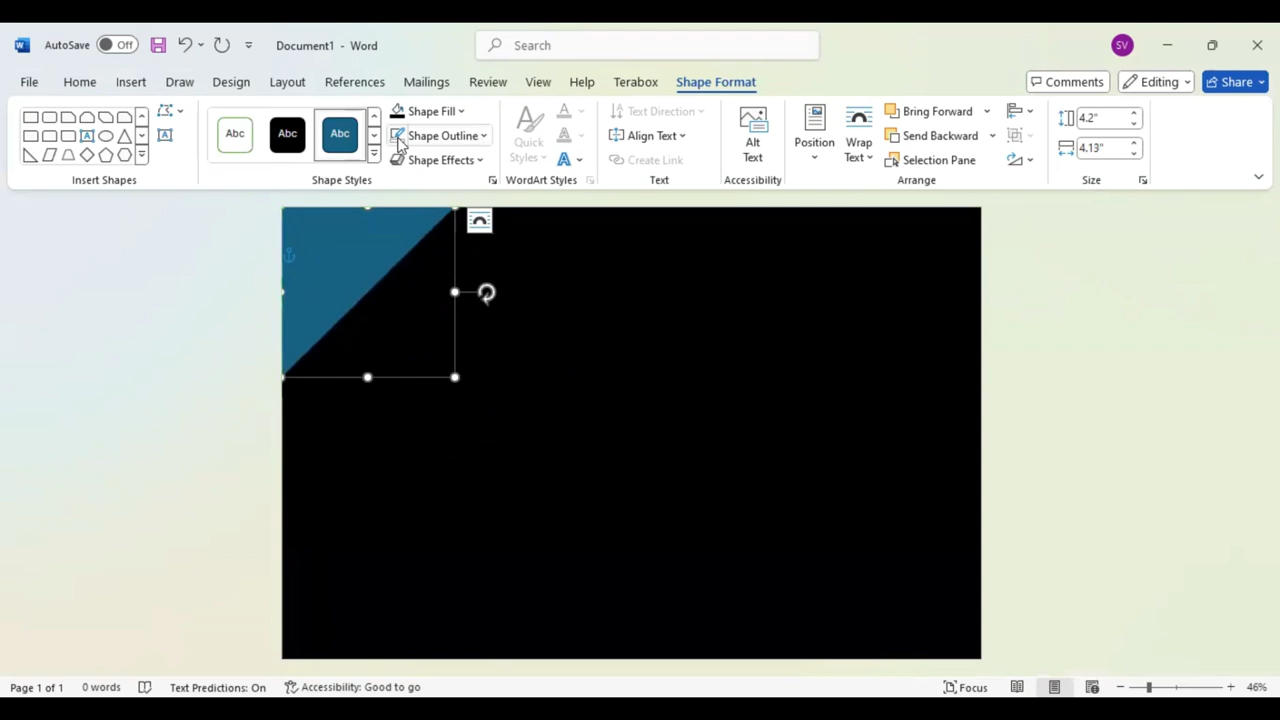 AutoSave Off Document1 - Word Search SV
File Home Insert Draw Design Layout References Mailings Review View Help Terabox Shape Format Comments Editing Share
Abc Abc Abc
Shape Fill
Shape Outline
Shape Effects
Quick
Styles
Text Direction
Align Text
Create Link
Alt
Text
Position
Wrap
Text
Bring Forward
Send Backward
Selection Pane
4.2"
4.13"
Insert Shapes Shape Styles WordArt Styles Text Accessibility Arrange Size
Page 1 of 1 0 words Text Predictions: On Accessibility: Good to go Focus 46%